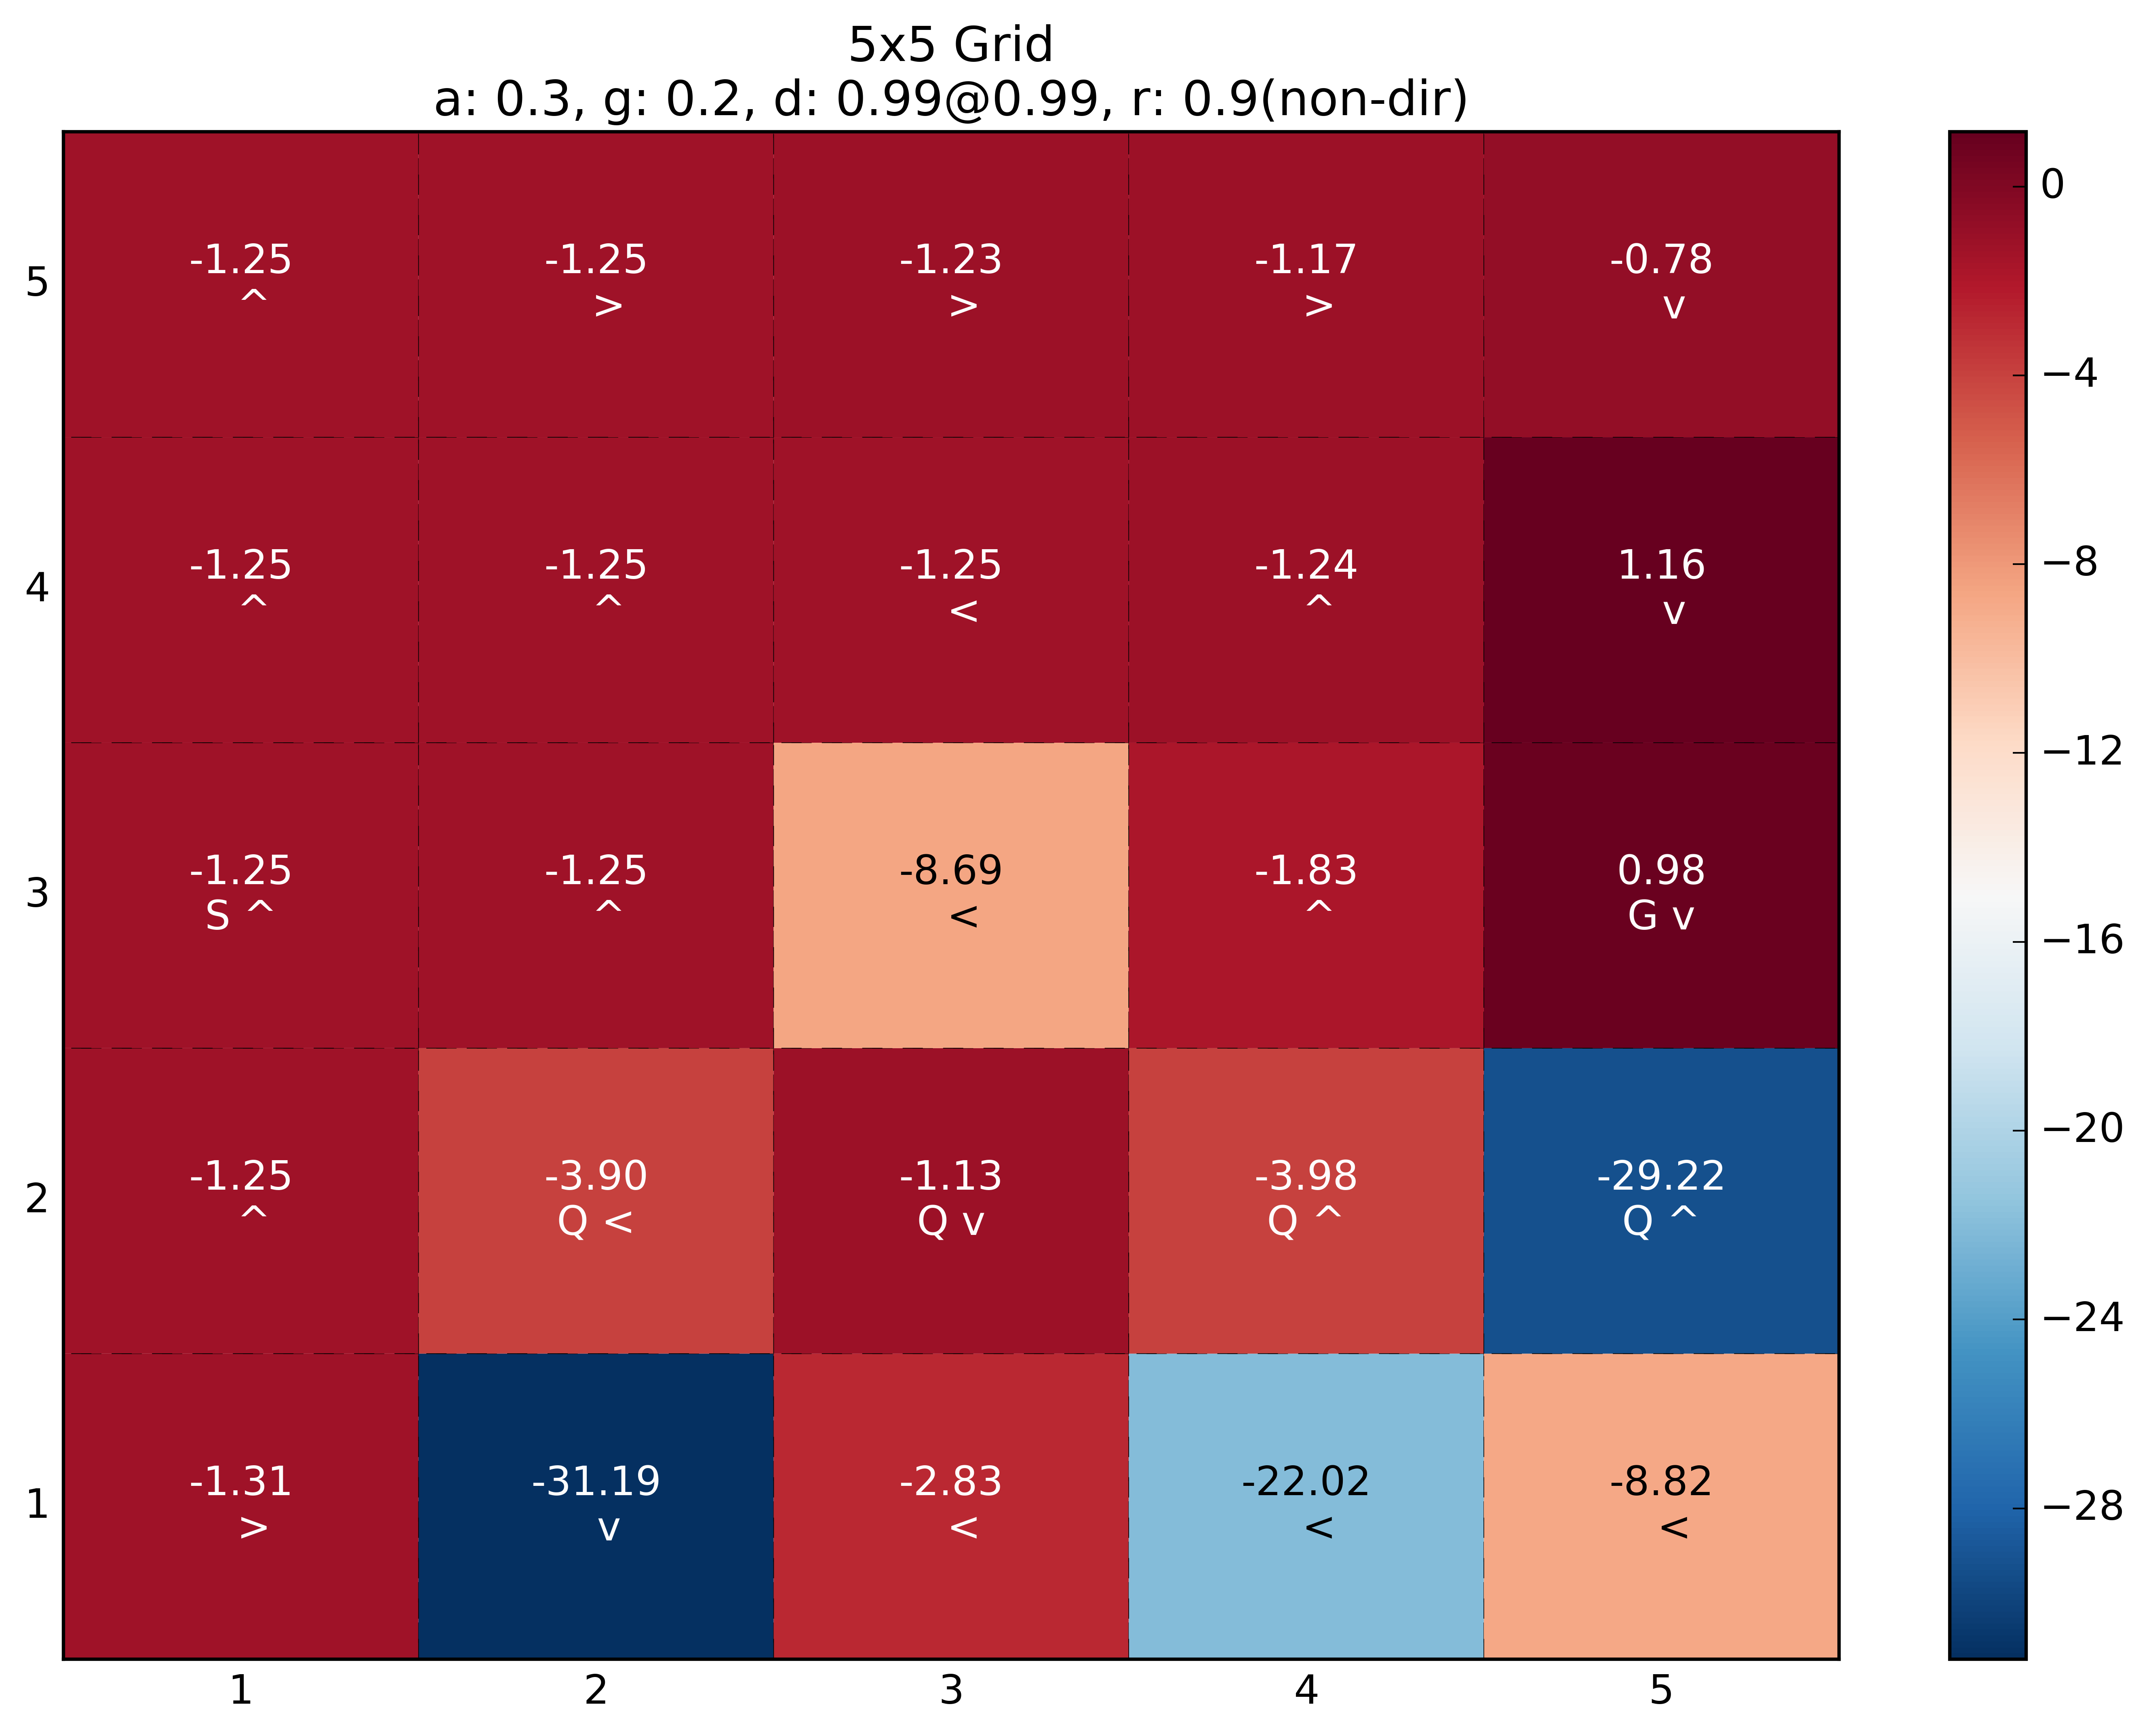 5x5 Grid
a: 0.3, g: 0.2, d: 0.99@0.99, r: 0.9(non-dir)
5
-1.25 -1.25 -1.23 -1.17 -0.78
^ > > > v
4
-1.25 -1.25 -1.25 -1.24 1.16
^ ^ < ^ v
3
-1.25 -1.25 -8.69 -1.83 0.98
S ^ ^ < ^ G v
2
-1.25 -3.90 -1.13 -3.98 -29.22
^ Q < Q v Q ^ Q ^
1
-1.31 -31.19 -2.83 -22.02 -8.82
> v < < <
1 2 3 4 5
0
−4
−8
−12
−16
−20
−24
−28